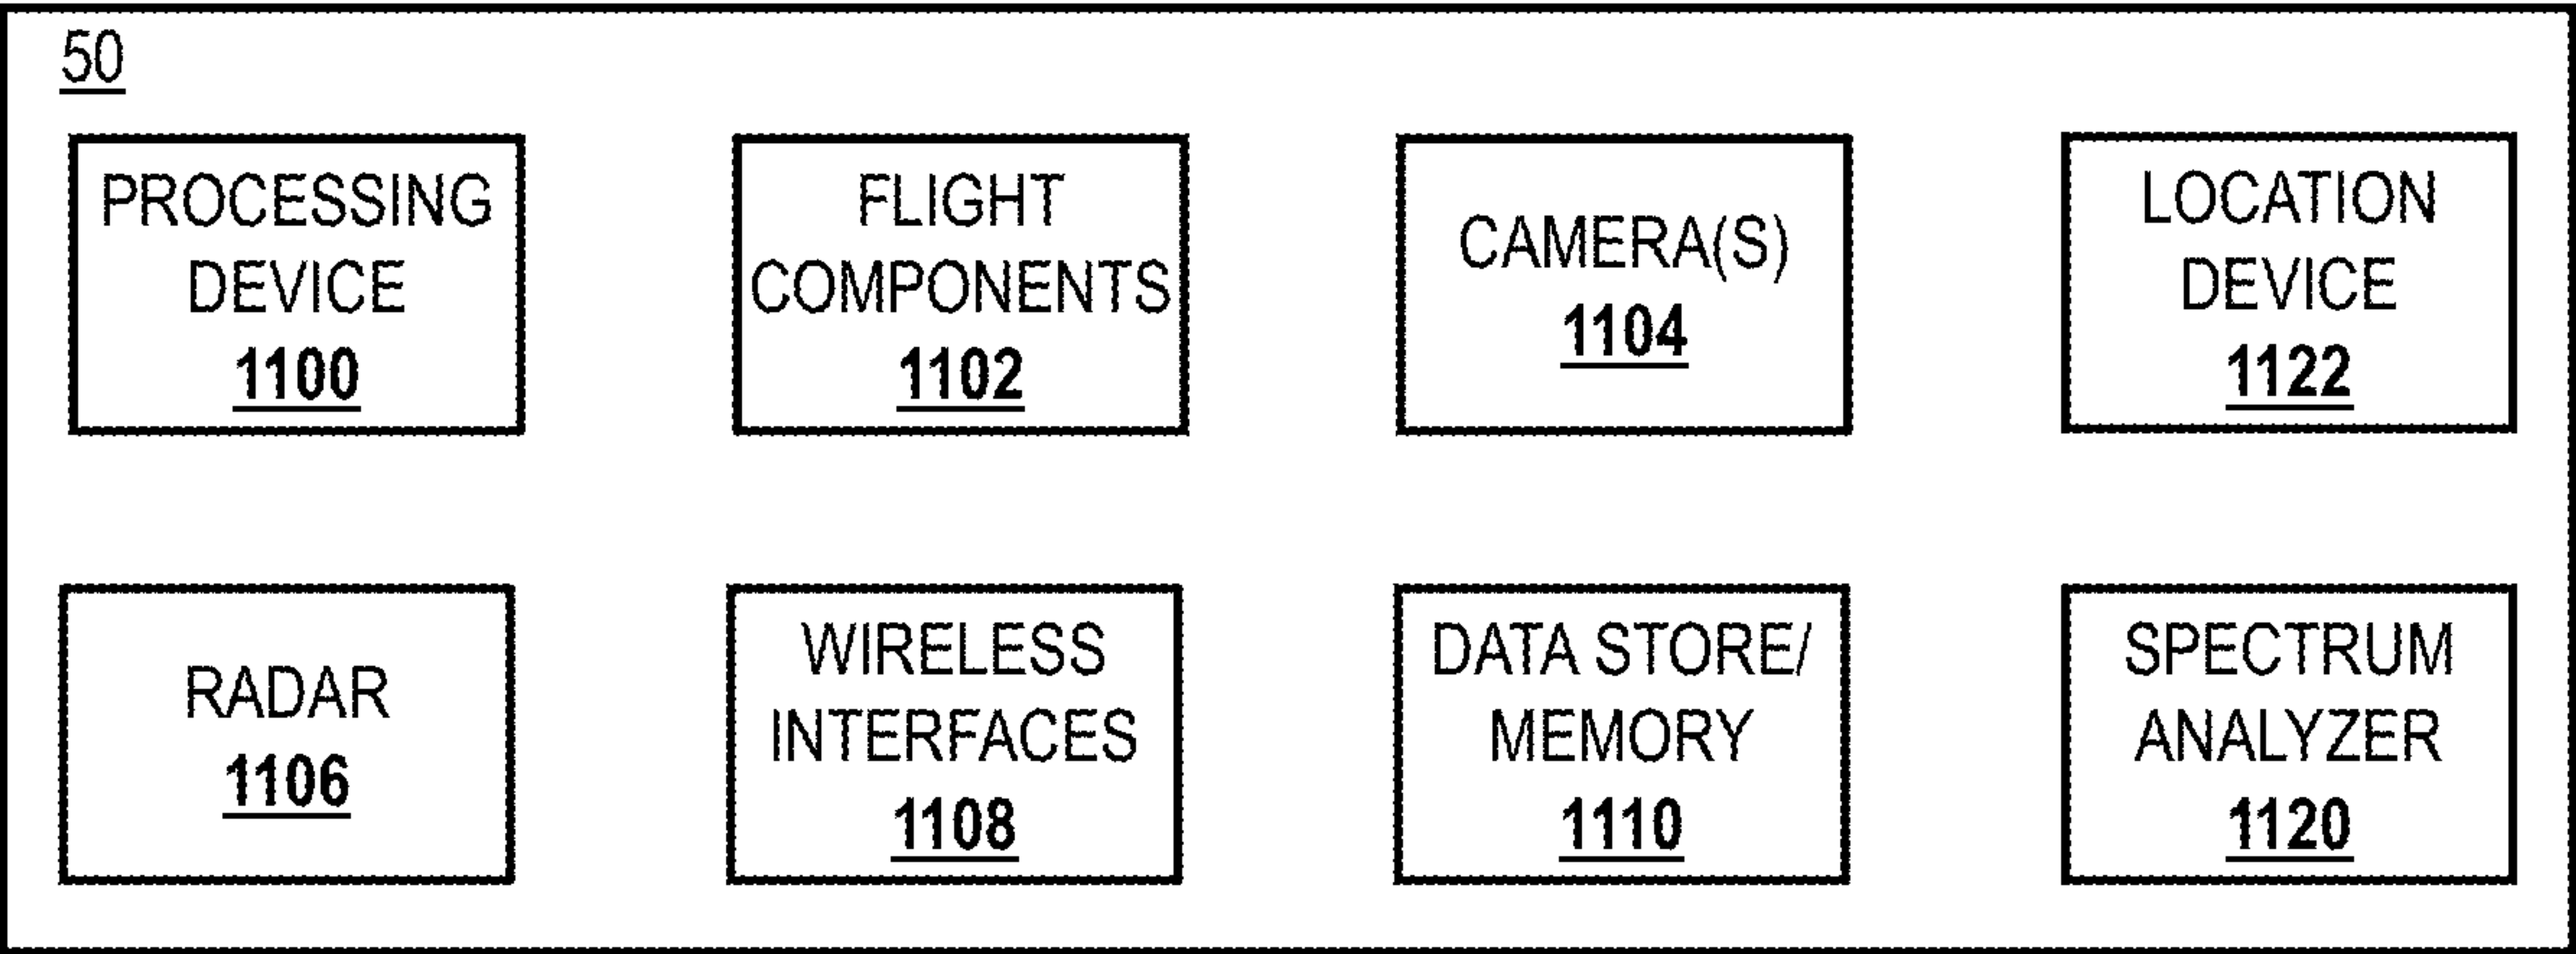 50
PROCESSING
DEVICE
1100
FLIGHT
COMPONENTS
1102
CAMERA(S)
1104
LOCATION
DEVICE
1122
RADAR
1106
WIRELESS
INTERFACES
1108
DATA STORE/
MEMORY
1110
SPECTRUM
ANALYZER
1120